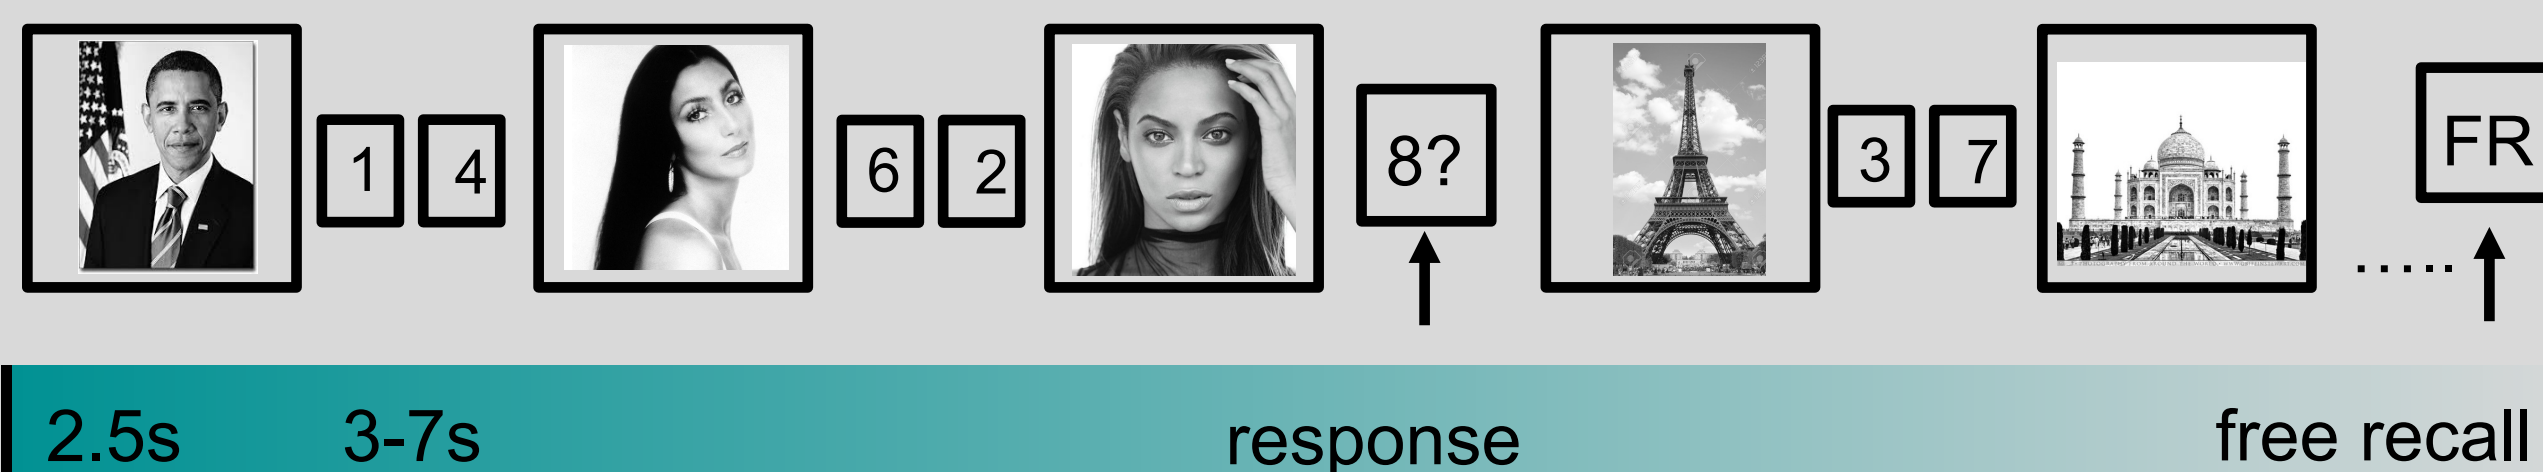 1 4 6 2 8? 3 7 FR
.....
2.5s 3-7s response free recall